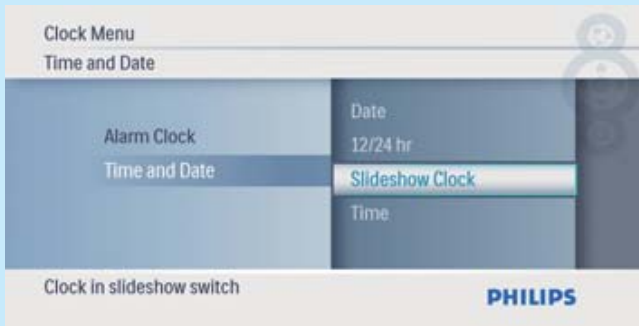 Clock Menu
Time and Date
Alarm Clock
Time and Date
Date
12/24 hr
Slideshow Clock
Time
Clock in slideshow switch
PHILIPS